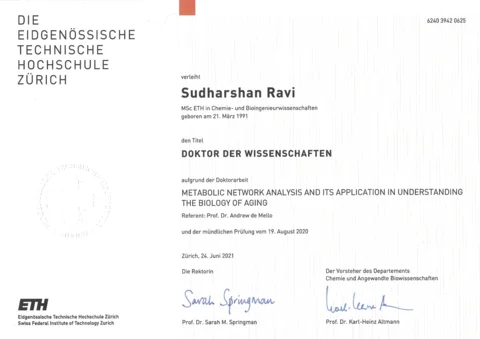 DIE
EIDGENÖSSISCHE
TECHNISCHE
HOCHSCHULE
ZÜRICH
6240 3942 0625
verleiht
Sudharshan Ravi
MSc ETH in Chemie- und Bioingenieurwissenschaften
geboren am 21. März 1991
den Titel
DOKTOR DER WISSENSCHAFTEN
aufgrund der Doktorarbeit
METABOLIC NETWORK ANALYSIS AND ITS APPLICATION IN UNDERSTANDING
THE BIOLOGY OF AGING
Referent: Prof. Dr. Andrew de Mello
und der mündlichen Prüfung vom 19. August 2020
Zürich, 24. Juni 2021
Die Rektorin
Sarah Springman
Prof. Dr. Sarah M. Springman
Der Vorsteher des Departements
Chemie und Angewandte Biowissenschaften
Prof. Dr. Karl-Heinz Altmann
ETH
Eidgenössische Technische Hochschule Zürich
Swiss Federal Institute of Technology Zurich